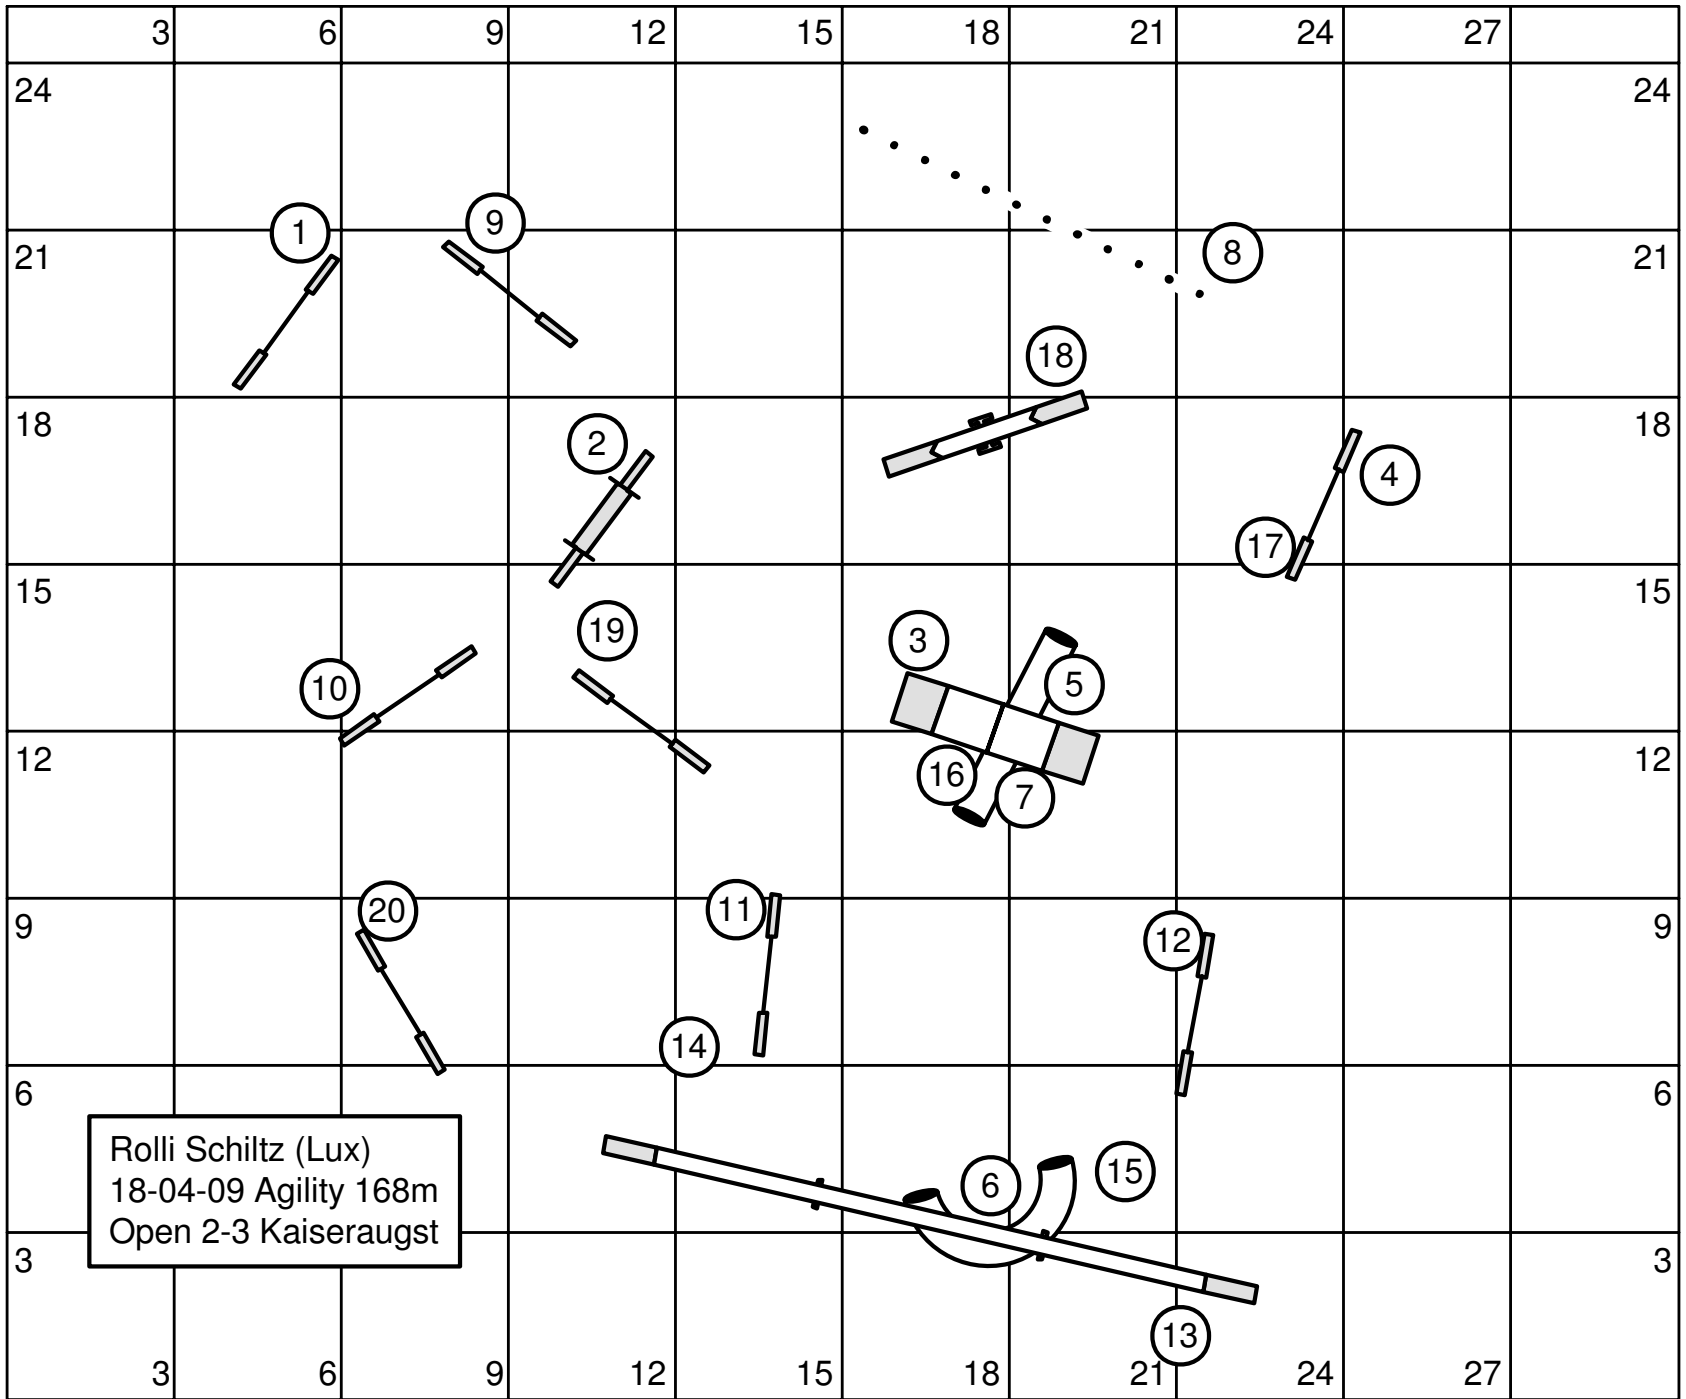 3 6 9 12 15 18 21 24 27
24 24
8
1 9
21 21
18
18 2 4 18
17
15 15
19 3
10 5
12 16 7 12
9 20 11 12 9
14
6 6
Rolli Schiltz (Lux)
18-04-09 Agility 168m
Open 2-3 Kaiseraugst
6 15
3 3
13
3 6 9 12 15 18 21 24 27